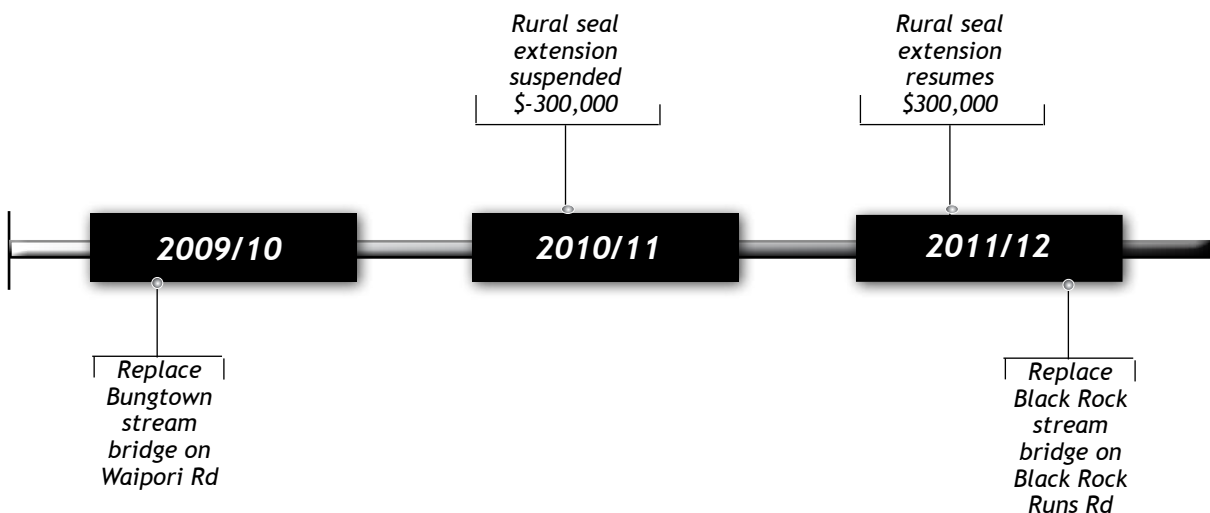 Rural seal
extension
suspended
$-300,000
Rural seal
extension
resumes
$300,000
2009/10
2010/11
2011/12
Replace
Bungtown
stream
bridge on
Waipori Rd
Replace
Black Rock
stream
bridge on
Black Rock
Runs Rd